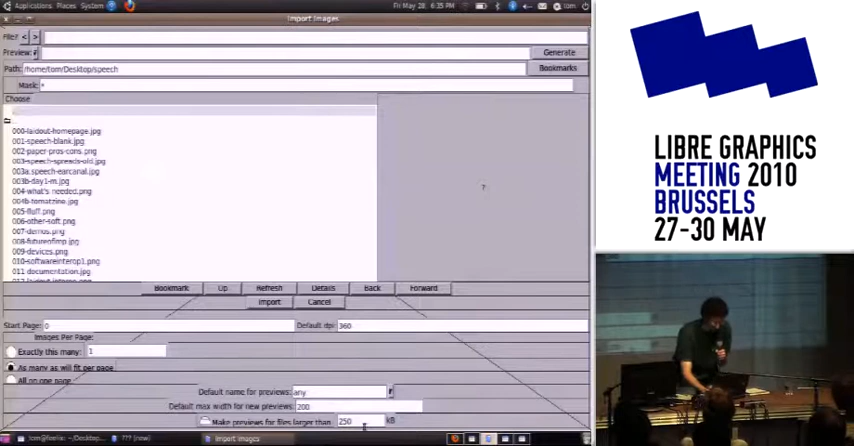 Applications Places System
Fri May 28, 6:35 PM
tom
Import Images
File?
<
>
Preview:
Generate
Path: /home/tom/Desktop/speech
Bookmarks
Mask: *
Choose
..
000-laidout-homepage.jpg
001-speech-blank.jpg
002-paper-pros-cons.png
003-speech-spreads-old.jpg
003a.speech-earcanal.jpg
003b-day1-m.jpg
004-what's needed.png
004b-tomatzine.jpg
005-fluff.png
006-other-soft.png
007-demos.png
008-futureofimp.jpg
009-devices.png
010-softwareinterop1.png
011 documentation.jpg
?
Bookmark Up Refresh Details Back Forward
Import Cancel
Start Page: 0
Default dpi: 360
Images Per Page:
Exactly this many: 1
As many as will fit per page
All on one page
Default name for previews: any
Default max width for new previews: 200
Make previews for files larger than 250 kB
??? (new)
Import Images
LIBRE GRAPHICS
MEETING 2010
BRUSSELS
27-30 MAY